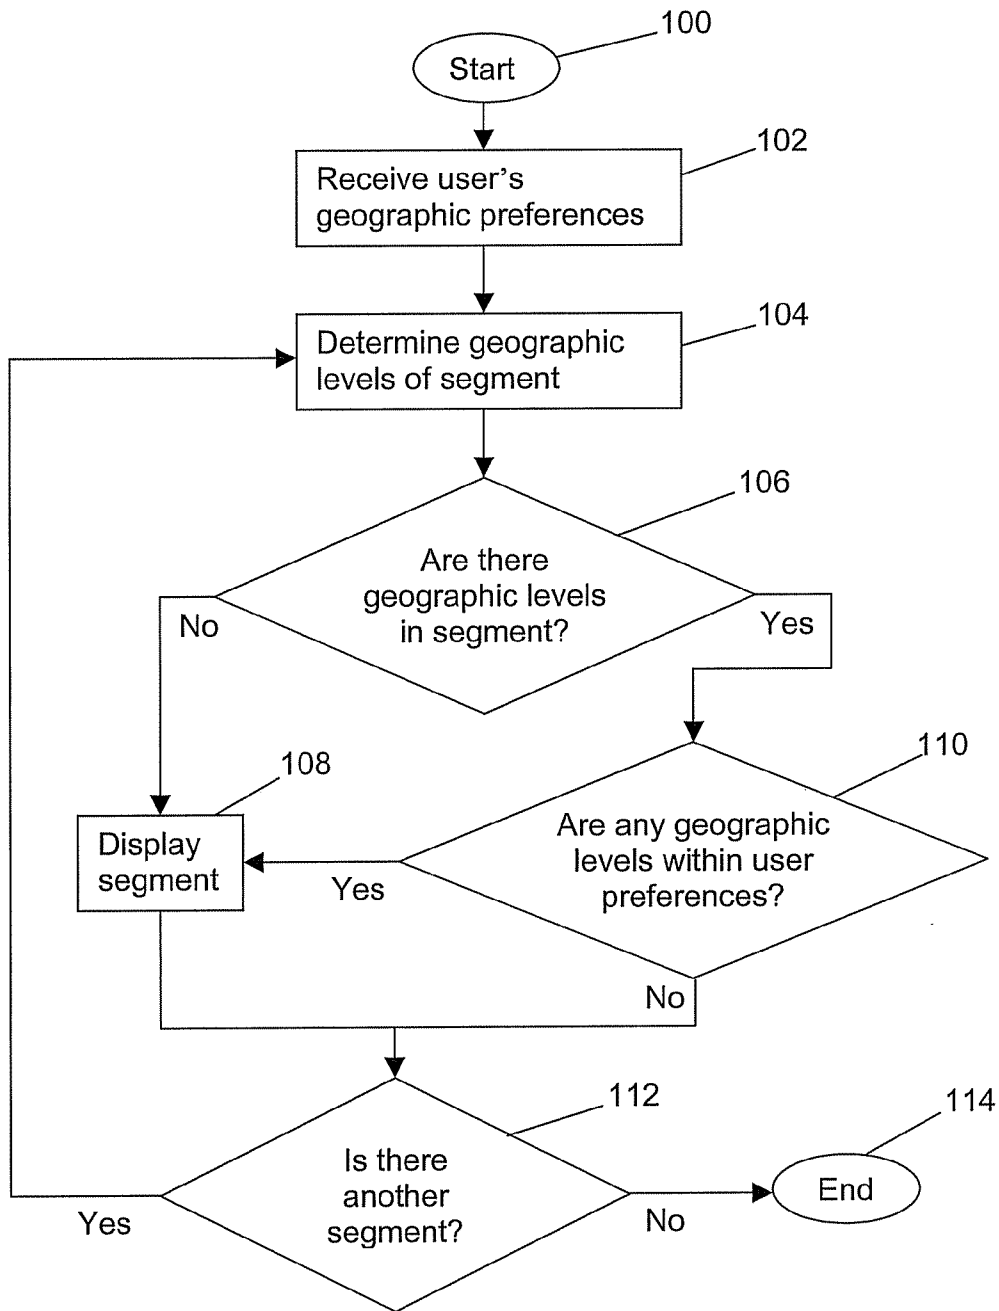 100
Start
102
Receive user's
geographic preferences
104
Determine geographic
levels of segment
106
Are there
geographic levels
in segment?
No
Yes
108
110
Display
segment
Are any geographic
levels within user
preferences?
Yes
No
112
114
Is there
another
segment?
End
Yes
No